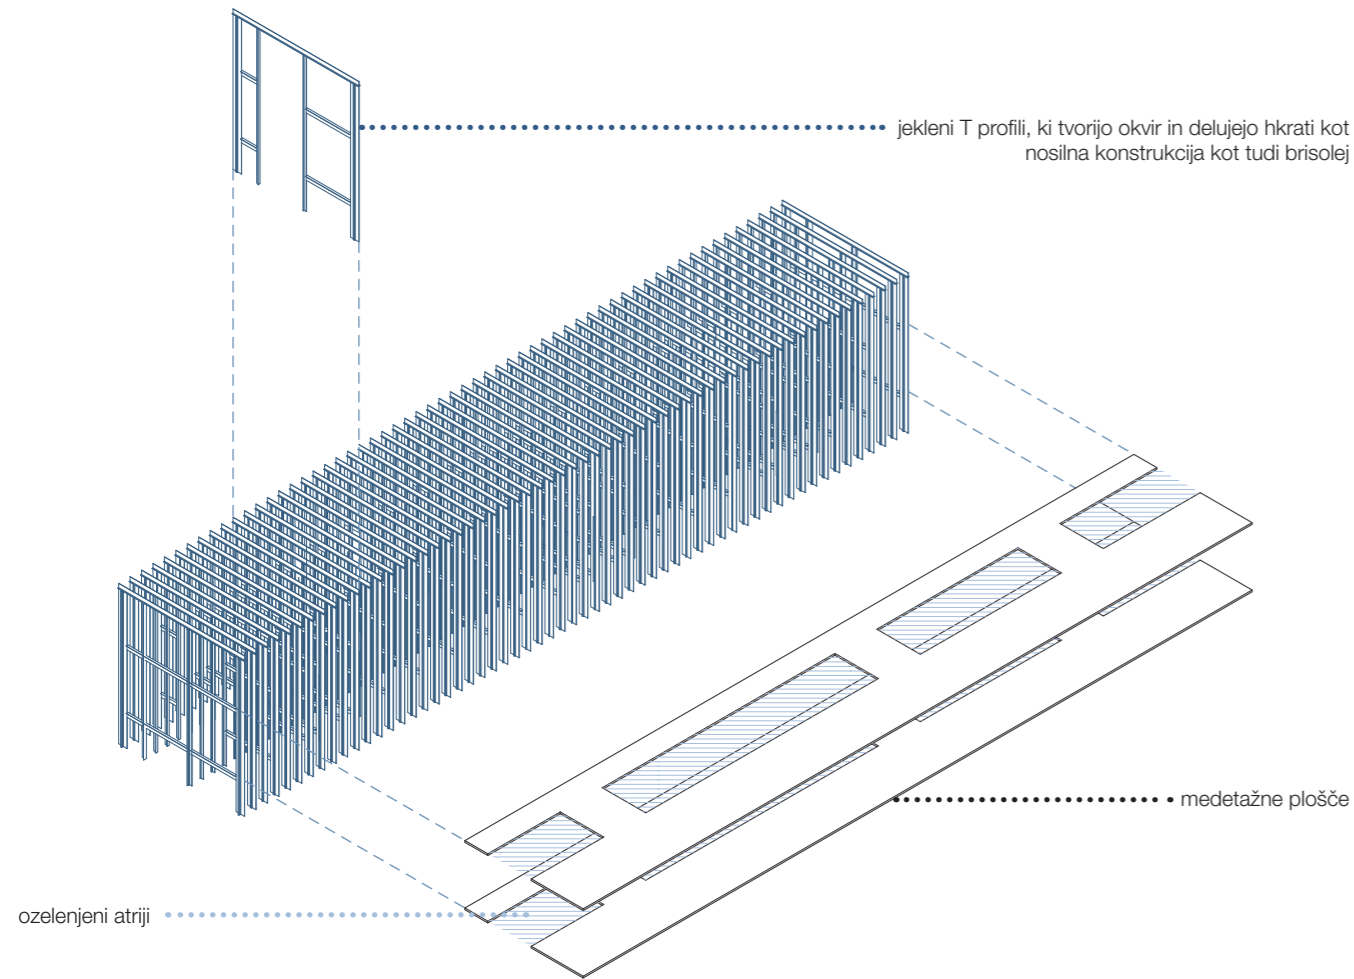 jekleni T profili, ki tvorijo okvir in delujejo hkrati kot
nosilna konstrukcija kot tudi brisolej
medetažne plošče
ozelenjeni atriji